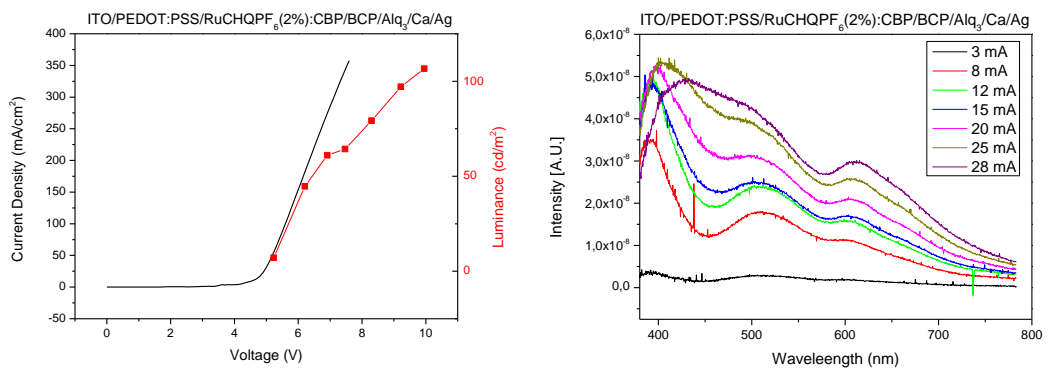 ITO/PEDOT:PSS/RuCHQPF6(2%):CBP/BCP/Alq3/Ca/Ag
400
350
300
250
200
150
100
50
0
-50
Current Density (mA/cm²)
0
2
4
6
8
10
Voltage (V)
100
50
0
Luminance (cd/m²)
ITO/PEDOT:PSS/RuCHQPF6(2%):CBP/BCP/Alq3/Ca/Ag
6,0x10⁻⁸
5,0x10⁻⁸
4,0x10⁻⁸
3,0x10⁻⁸
2,0x10⁻⁸
1,0x10⁻⁸
0,0
Intensity [A.U.]
400
500
600
700
800
Waveleength (nm)
3 mA
8 mA
12 mA
15 mA
20 mA
25 mA
28 mA